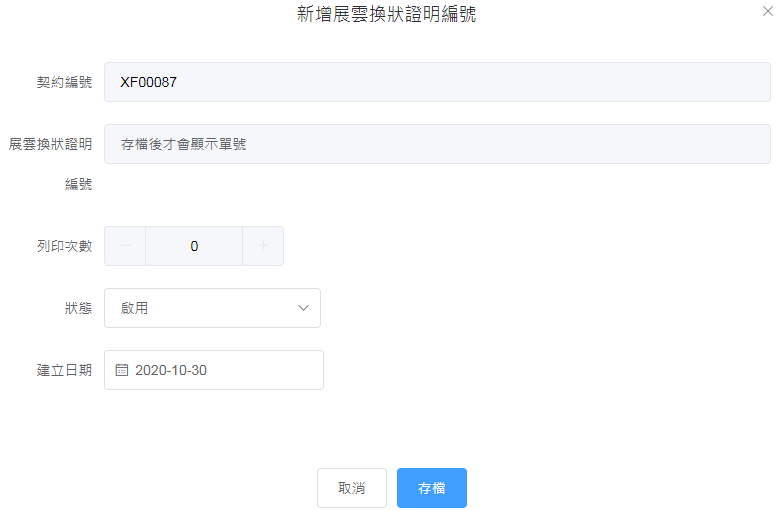 新增展雲換狀證明編號
契約編號 XF00087
展雲換狀證明 存檔後才會顯示單號
編號
列印次數 0
狀態 啟用
建立日期 2020-10-30
取消 存檔